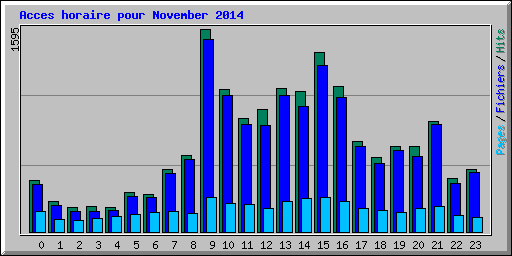 Acces horaire pour November 2014
1595
Pages / Fichiers / Hits
0 1 2 3 4 5 6 7 8 9 10 11 12 13 14 15 16 17 18 19 20 21 22 23